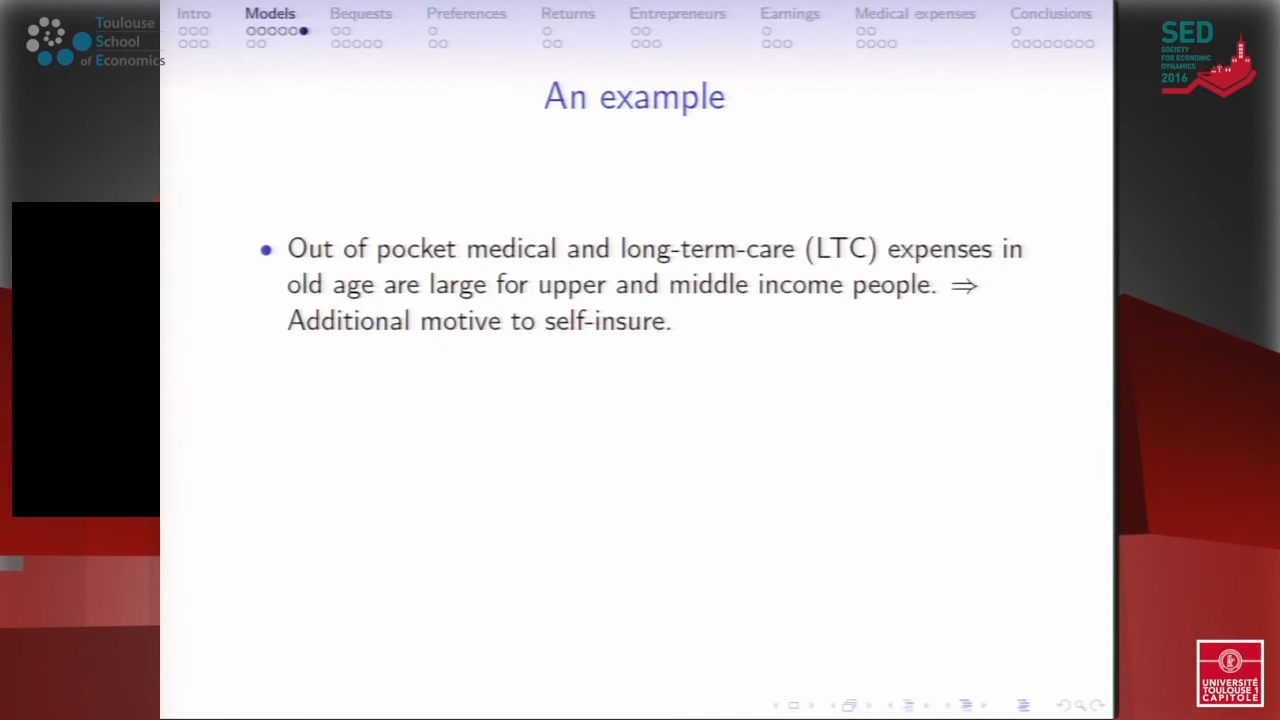 Intro Models Bequests Preferences Returns Entrepreneurs Earnings Medical expenses Conclusions
Toulouse
School
of Economics
SED
SOCIETY
FOR ECONOMIC
DYNAMICS
2016
An example
Out of pocket medical and long-term-care (LTC) expenses in
old age are large for upper and middle income people. ⇒
Additional motive to self-insure.
UNIVERSITÉ
TOULOUSE 1
CAPITOLE